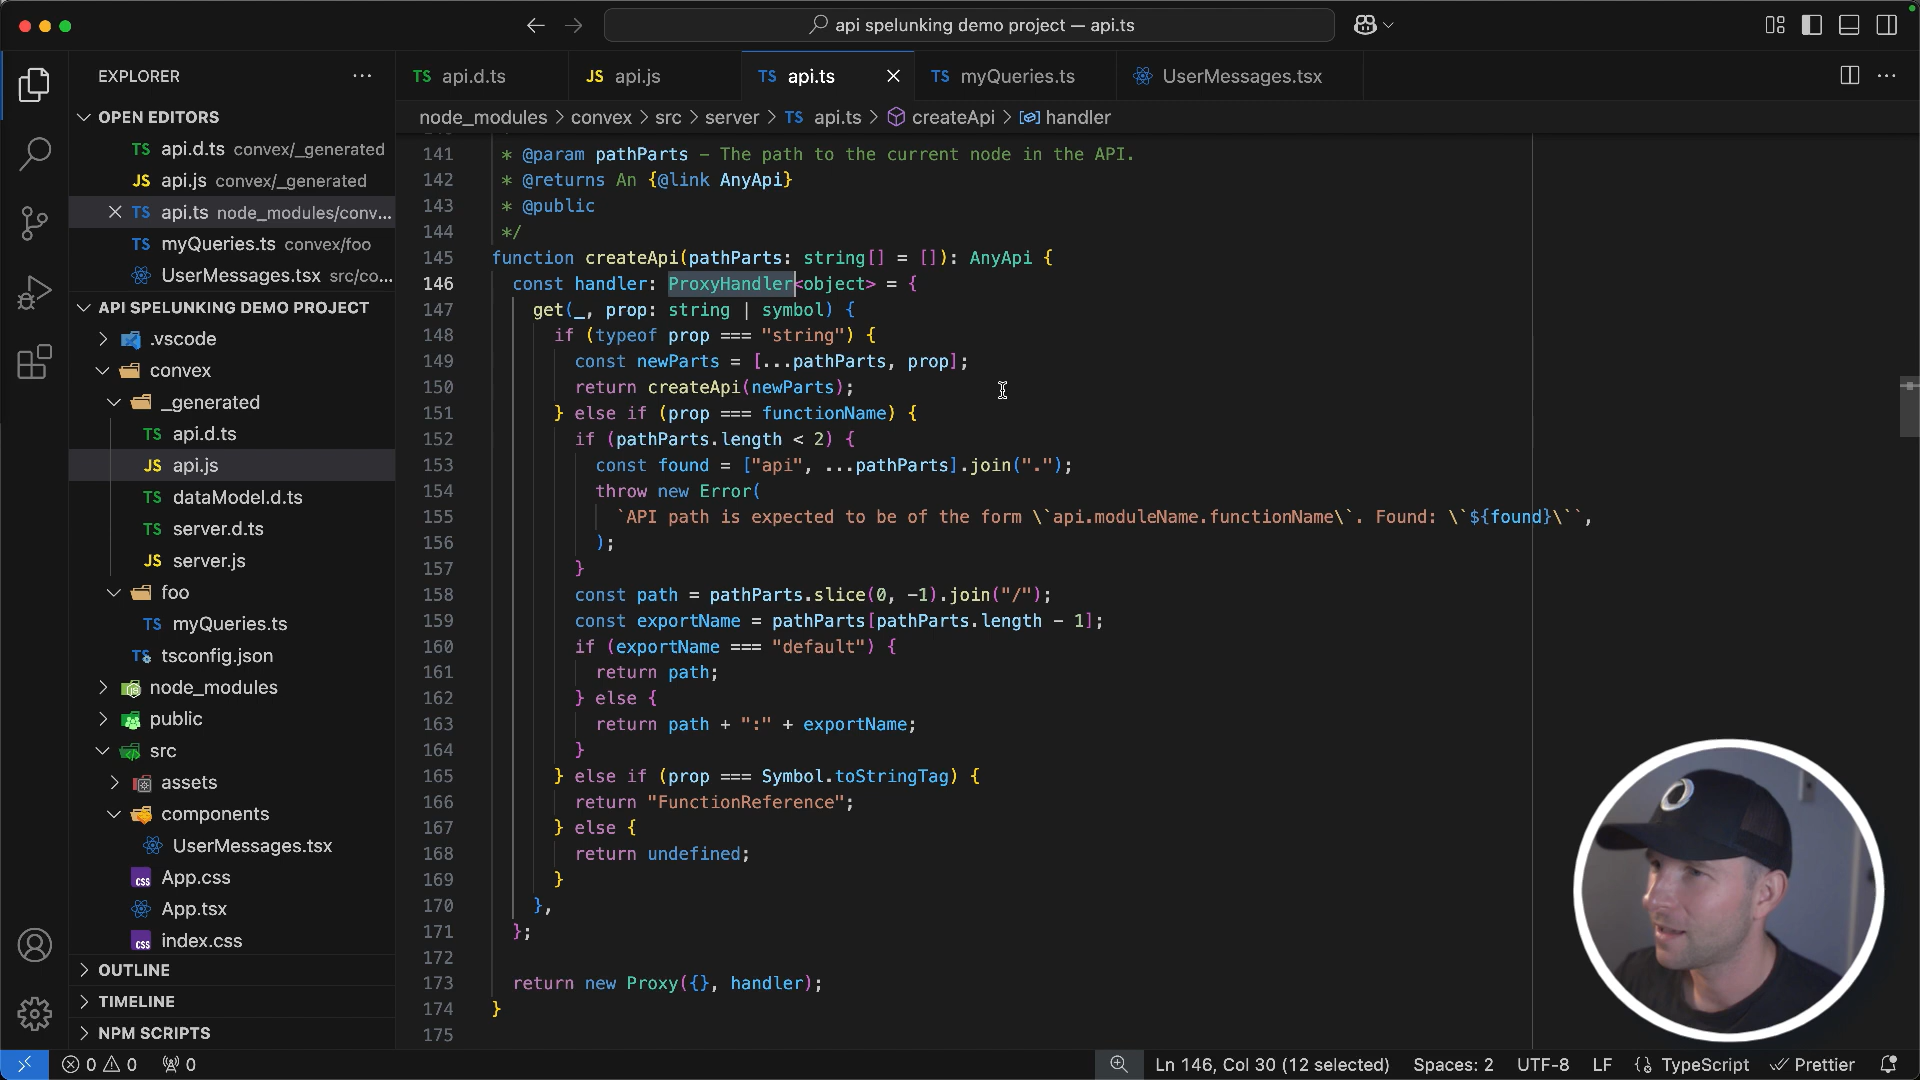 api spelunking demo project — api.ts
EXPLORER
OPEN EDITORS
TS api.d.ts convex/_generated
JS api.js convex/_generated
TS api.ts node_modules/conv...
TS myQueries.ts convex/foo
UserMessages.tsx src/co...
API SPELUNKING DEMO PROJECT
.vscode
convex
_generated
TS api.d.ts
JS api.js
TS dataModel.d.ts
TS server.d.ts
JS server.js
foo
TS myQueries.ts
TS tsconfig.json
node_modules
public
src
assets
components
UserMessages.tsx
css App.css
App.tsx
css index.css
OUTLINE
TIMELINE
NPM SCRIPTS
TS api.d.ts
JS api.js
TS api.ts
TS myQueries.ts
UserMessages.tsx
node_modules > convex > src > server > TS api.ts > createApi > handler
141 * @param pathParts - The path to the current node in the API.
142 * @returns An {@link AnyApi}
143 * @public
144 */
145 function createApi(pathParts: string[] = []): AnyApi {
146 const handler: ProxyHandler<object> = {
147 get(_, prop: string | symbol) {
148 if (typeof prop === "string") {
149 const newParts = [...pathParts, prop];
150 return createApi(newParts);
151 } else if (prop === functionName) {
152 if (pathParts.length < 2) {
153 const found = ["api", ...pathParts].join(".");
154 throw new Error(
155 `API path is expected to be of the form \`api.moduleName.functionName\`. Found: \`${found}\``,
156 );
157 }
158 const path = pathParts.slice(0, -1).join("/");
159 const exportName = pathParts[pathParts.length - 1];
160 if (exportName === "default") {
161 return path;
162 } else {
163 return path + ":" + exportName;
164 }
165 } else if (prop === Symbol.toStringTag) {
166 return "FunctionReference";
167 } else {
168 return undefined;
169 }
170 },
171 };
172
173 return new Proxy({}, handler);
174 }
175
0 0 0
Ln 146, Col 30 (12 selected) Spaces: 2 UTF-8 LF {} TypeScript Prettier